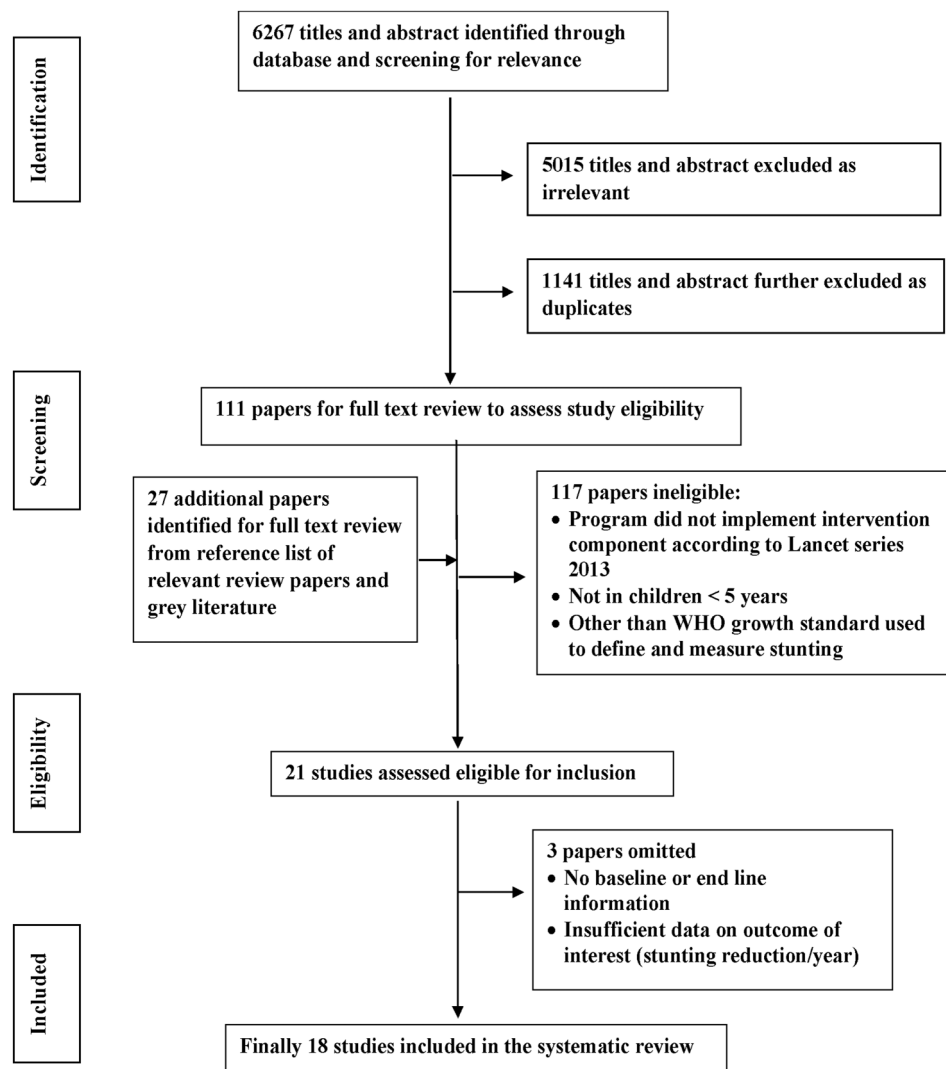 Identification
6267 titles and abstract identified through
database and screening for relevance
5015 titles and abstract excluded as
irrelevant
1141 titles and abstract further excluded as
duplicates
Screening
111 papers for full text review to assess study eligibility
27 additional papers
identified for full text review
from reference list of
relevant review papers and
grey literature
117 papers ineligible:
• Program did not implement intervention
component according to Lancet series
2013
• Not in children < 5 years
• Other than WHO growth standard used
to define and measure stunting
Eligibility
21 studies assessed eligible for inclusion
3 papers omitted
• No baseline or end line
information
• Insufficient data on outcome of
interest (stunting reduction/year)
Included
Finally 18 studies included in the systematic review